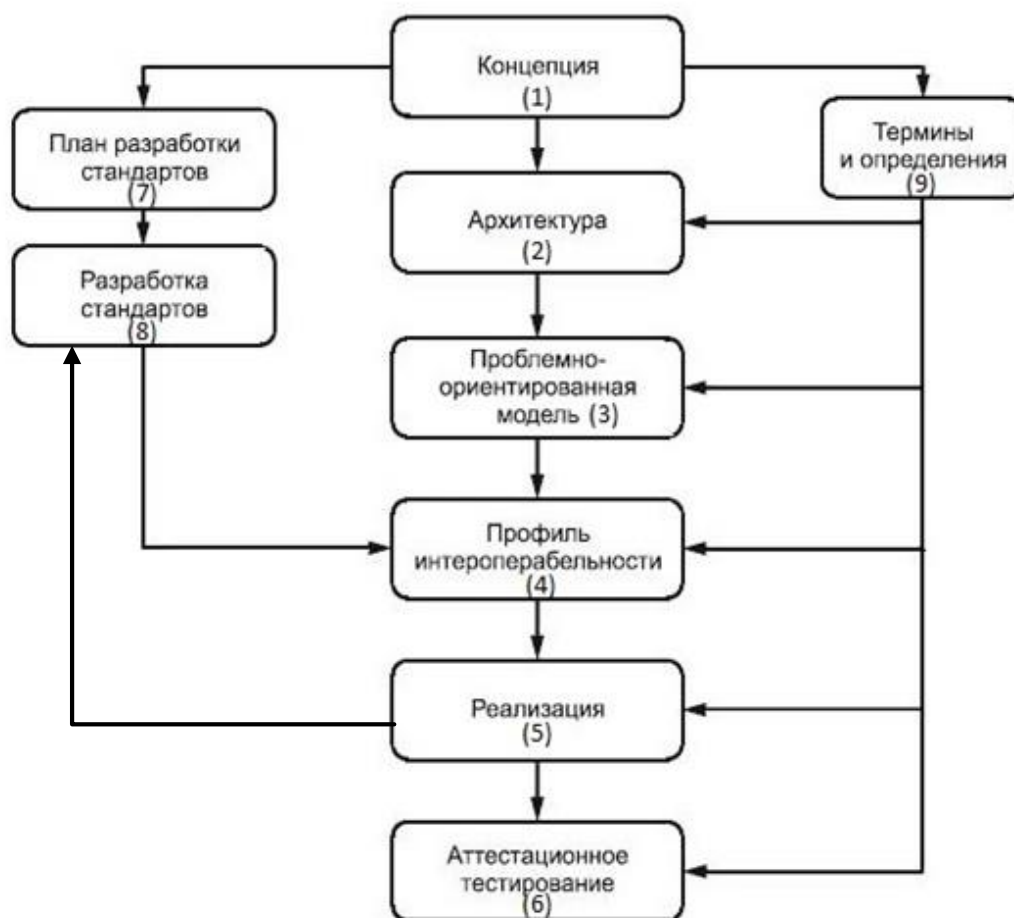 Концепция
(1)
План разработки
стандартов
(7)
Термины
и определения
(9)
Архитектура
(2)
Разработка
стандартов
(8)
Проблемно-
ориентированная
модель (3)
Профиль
интероперабельности
(4)
Реализация
(5)
Аттестационное
тестирование
(6)